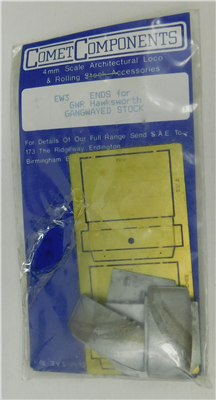 COMET COMPONENTS
4mm Scale Architectural Loco
& Rolling Stock Accessories
EW3 ENDS for
GWR Hawksworth
GANGWAYED STOCK
For Details Of Our Full Range Send S.A.E. To
173 The Ridgeway, Erdington,
Birmingham